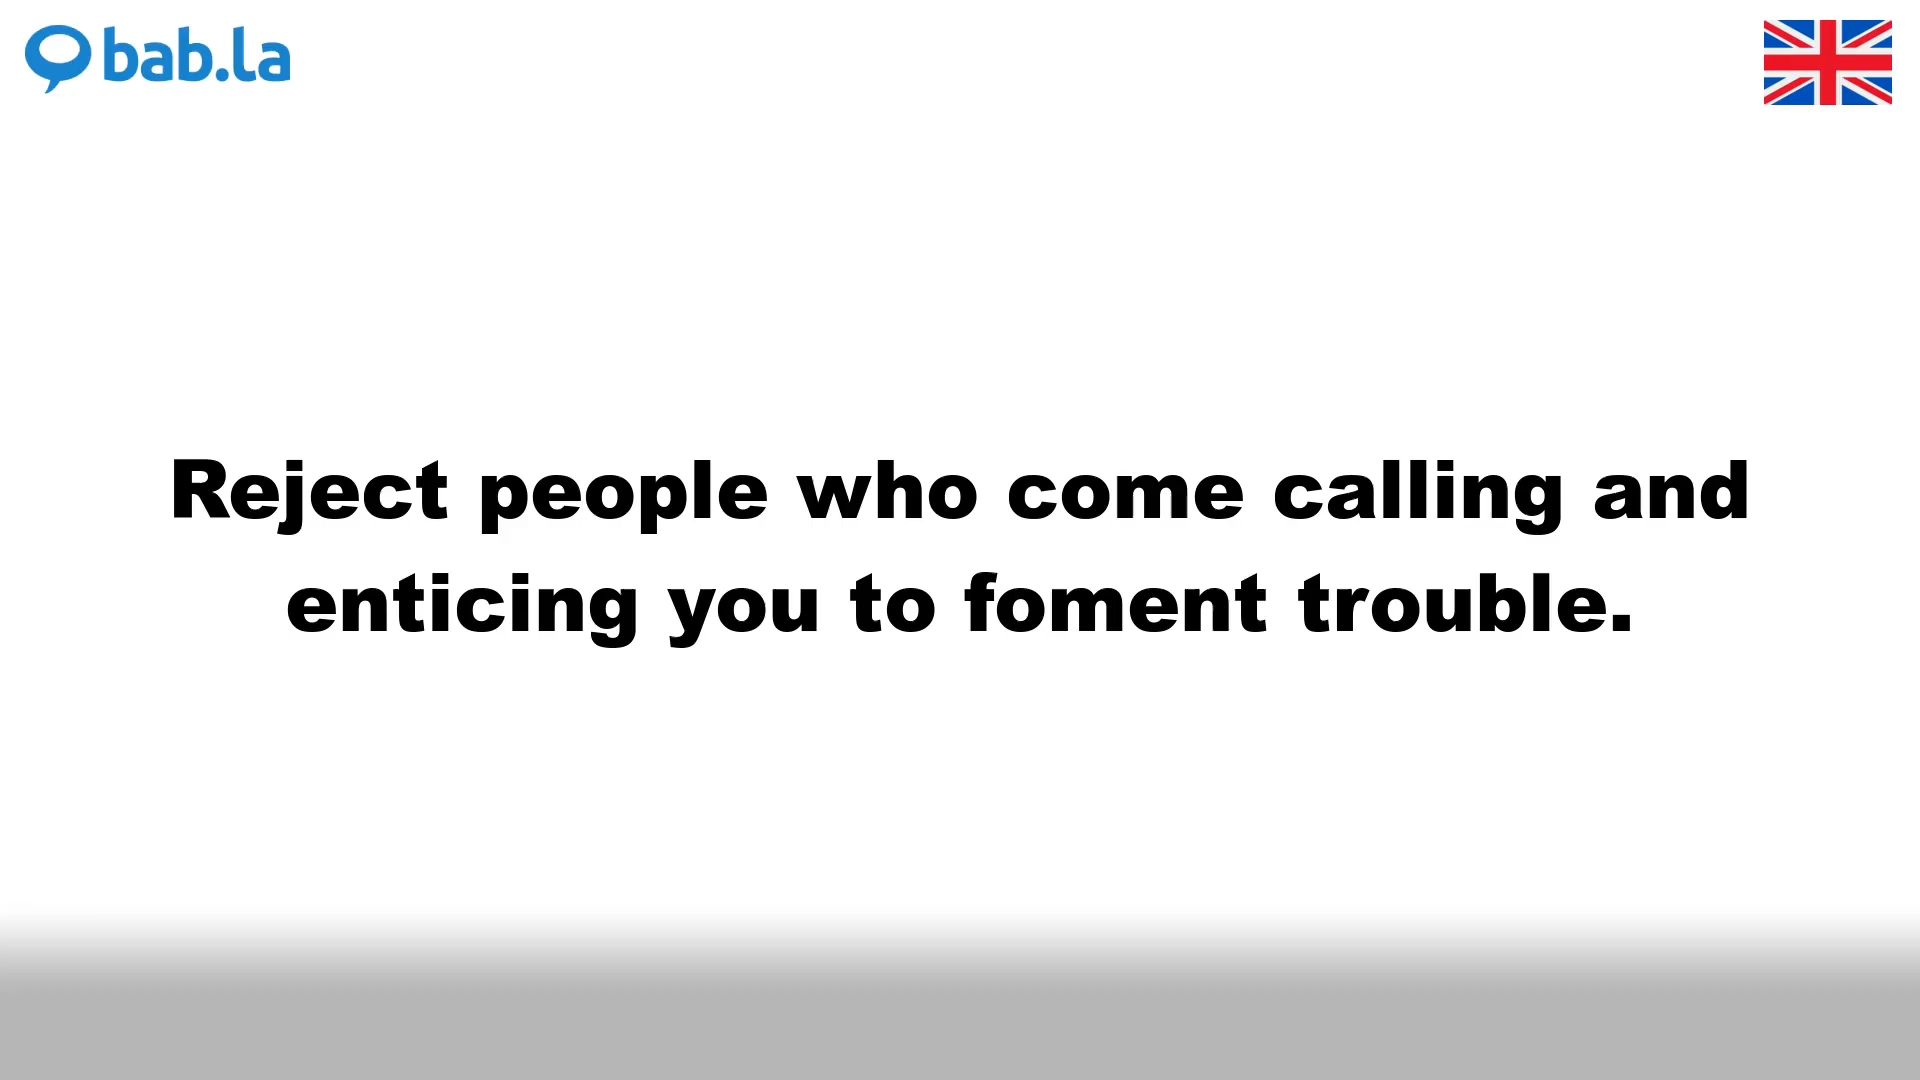 bab.la
Reject people who come calling and
enticing you to foment trouble.